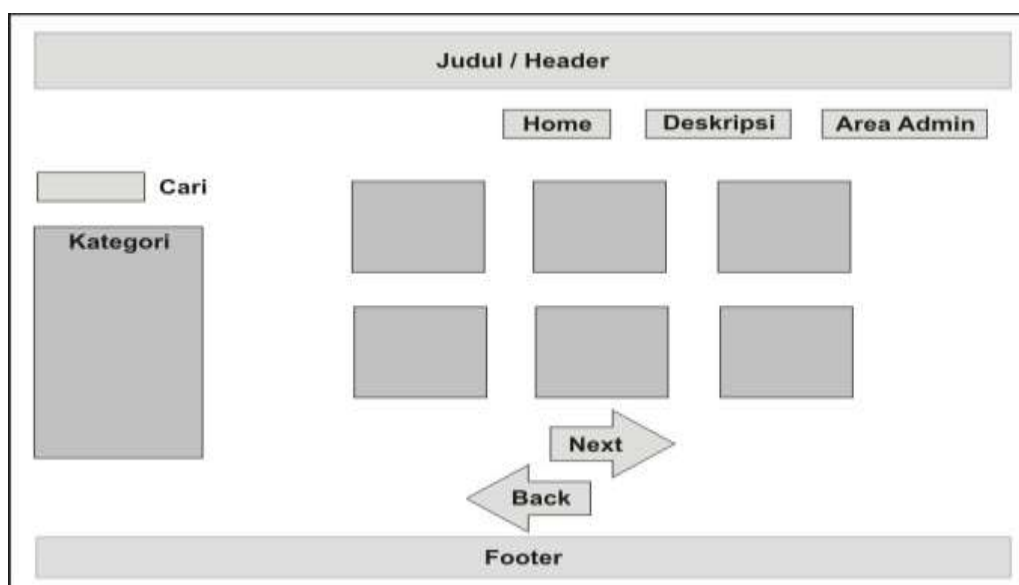 Judul / Header
Home
Deskripsi
Area Admin
Cari
Kategori
Next
Back
Footer